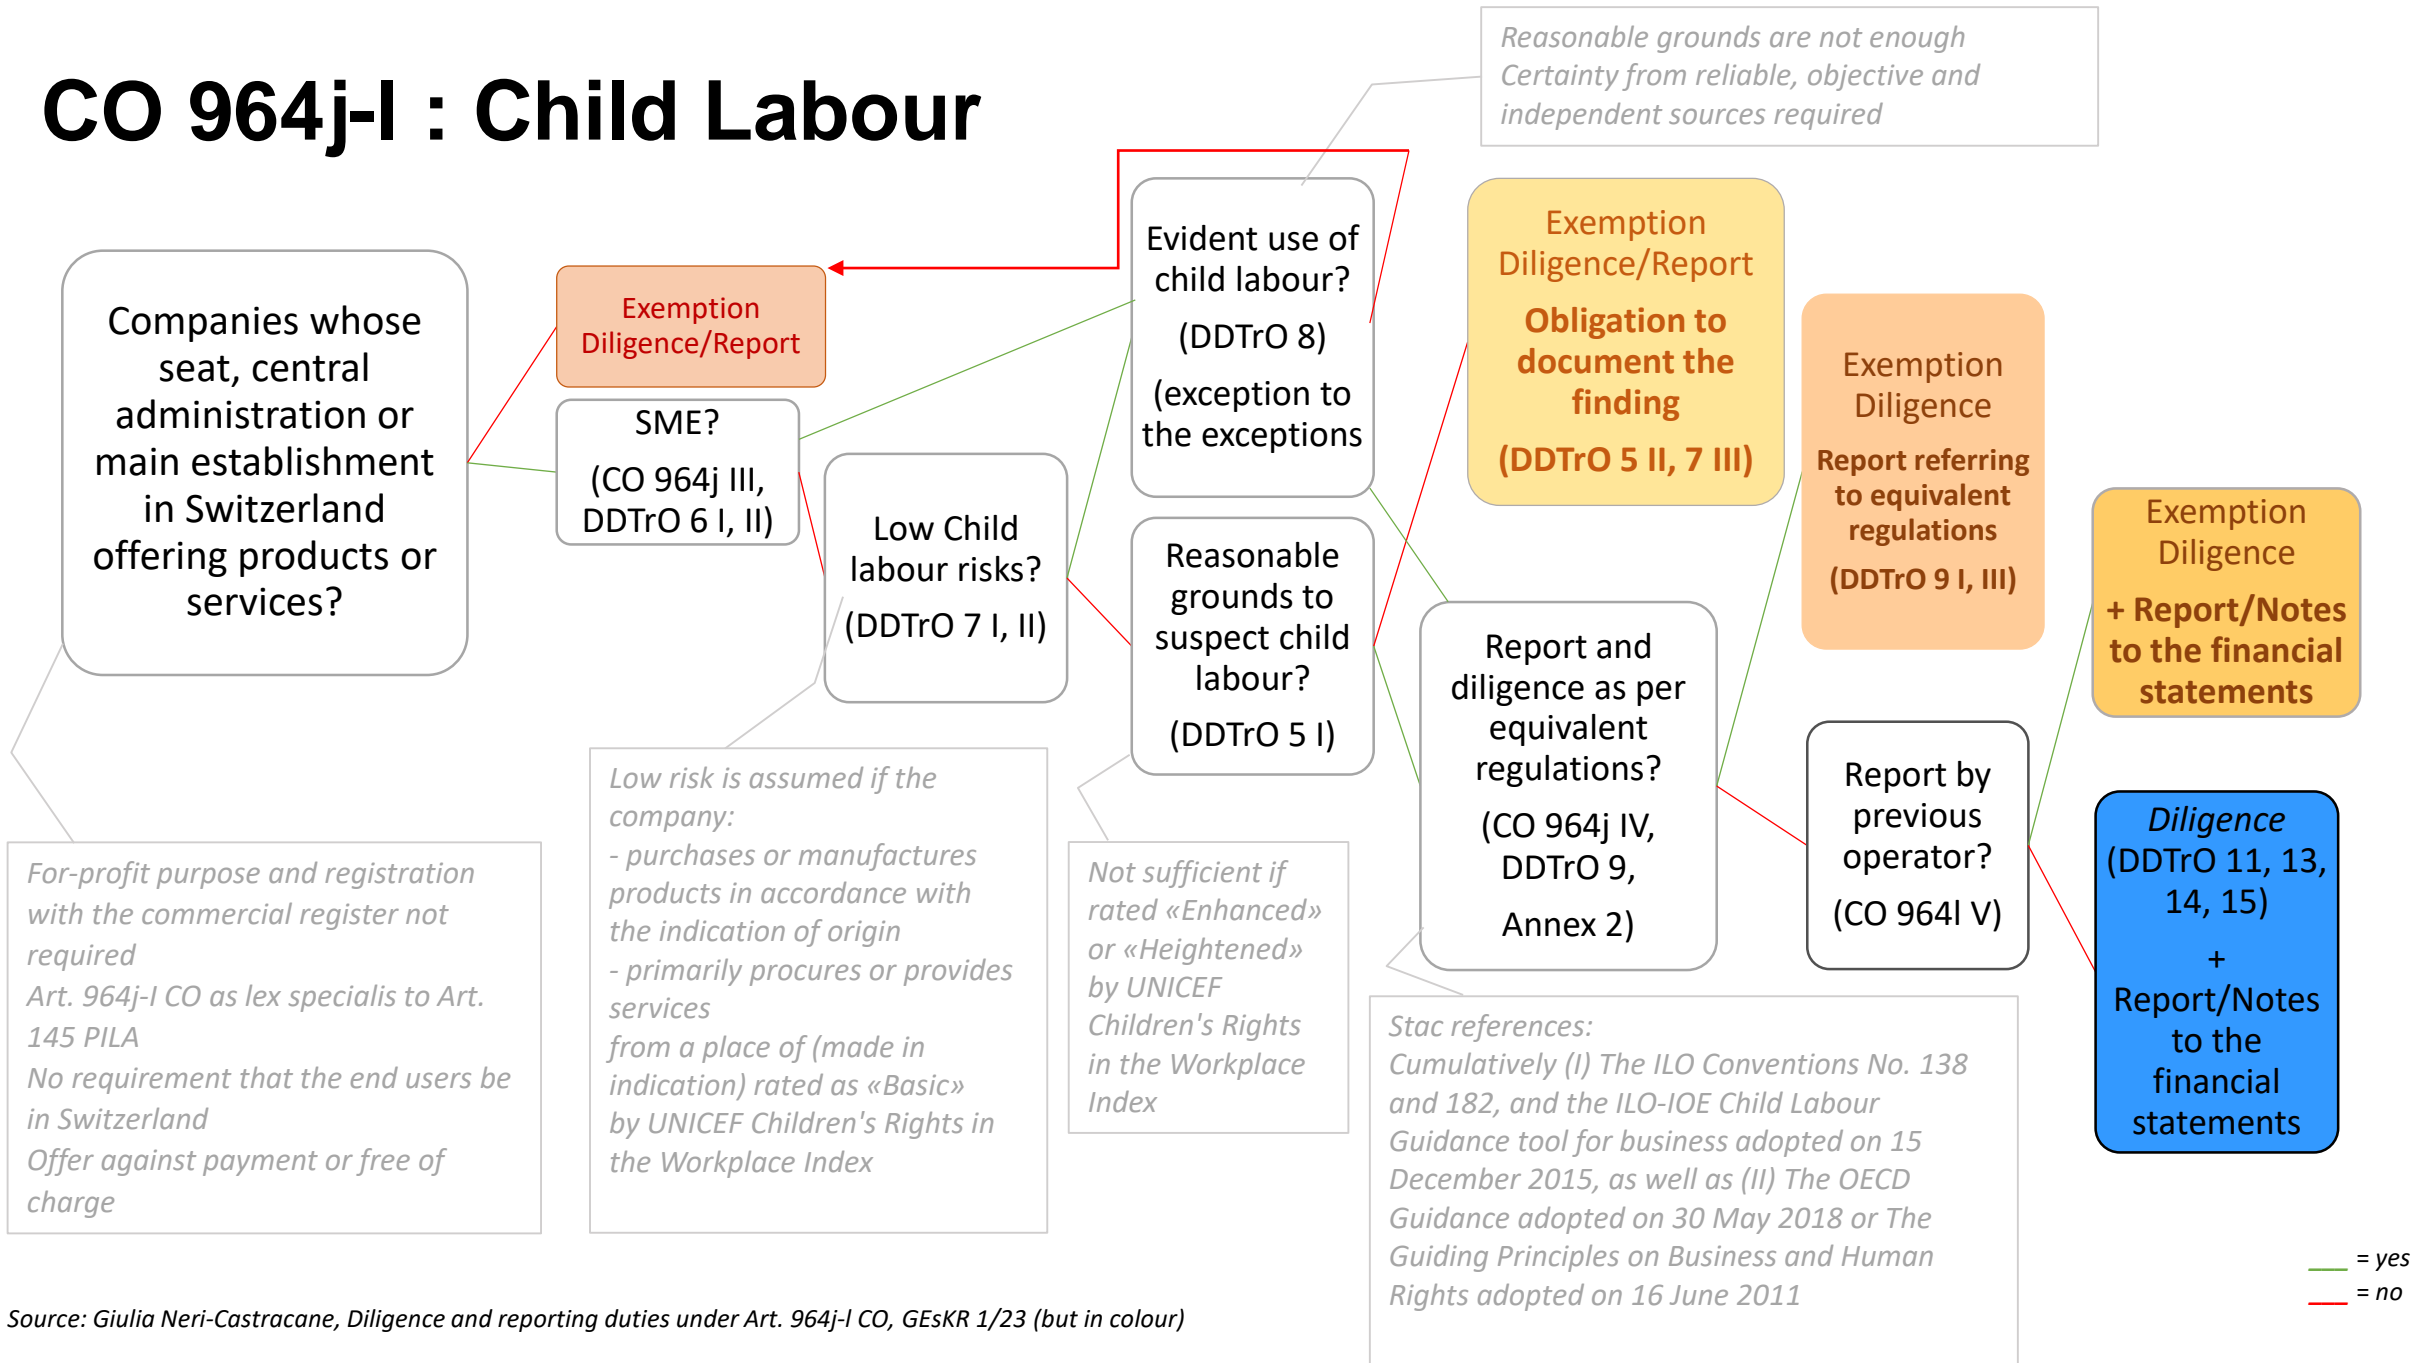 CO 964j-l : Child Labour
Reasonable grounds are not enough
Certainty from reliable, objective and
independent sources required
Companies whose
seat, central
administration or
main establishment
in Switzerland
offering products or
services?
Exemption
Diligence/Report
SME?
(CO 964j III,
DDTrO 6 I, II)
Low Child
labour risks?
(DDTrO 7 I, II)
Evident use of
child labour?
(DDTrO 8)
(exception to
the exceptions
Reasonable
grounds to
suspect child
labour?
(DDTrO 5 I)
Exemption
Diligence/Report
Obligation to
document the
finding
(DDTrO 5 II, 7 III)
Report and
diligence as per
equivalent
regulations?
(CO 964j IV,
DDTrO 9,
Annex 2)
Exemption
Diligence
Report referring
to equivalent
regulations
(DDTrO 9 I, III)
Report by
previous
operator?
(CO 964l V)
Exemption
Diligence
+ Report/Notes
to the financial
statements
Diligence
(DDTrO 11, 13,
14, 15)
+
Report/Notes
to the
financial
statements
For-profit purpose and registration
with the commercial register not
required
Art. 964j-l CO as lex specialis to Art.
145 PILA
No requirement that the end users be
in Switzerland
Offer against payment or free of
charge
Low risk is assumed if the
company:
- purchases or manufactures
products in accordance with
the indication of origin
- primarily procures or provides
services
from a place of (made in
indication) rated as «Basic»
by UNICEF Children's Rights in
the Workplace Index
Not sufficient if
rated «Enhanced»
or «Heightened»
by UNICEF
Children's Rights
in the Workplace
Index
Stac references:
Cumulatively (I) The ILO Conventions No. 138
and 182, and the ILO-IOE Child Labour
Guidance tool for business adopted on 15
December 2015, as well as (II) The OECD
Guidance adopted on 30 May 2018 or The
Guiding Principles on Business and Human
Rights adopted on 16 June 2011
= yes
= no
Source: Giulia Neri-Castracane, Diligence and reporting duties under Art. 964j-l CO, GEsKR 1/23 (but in colour)